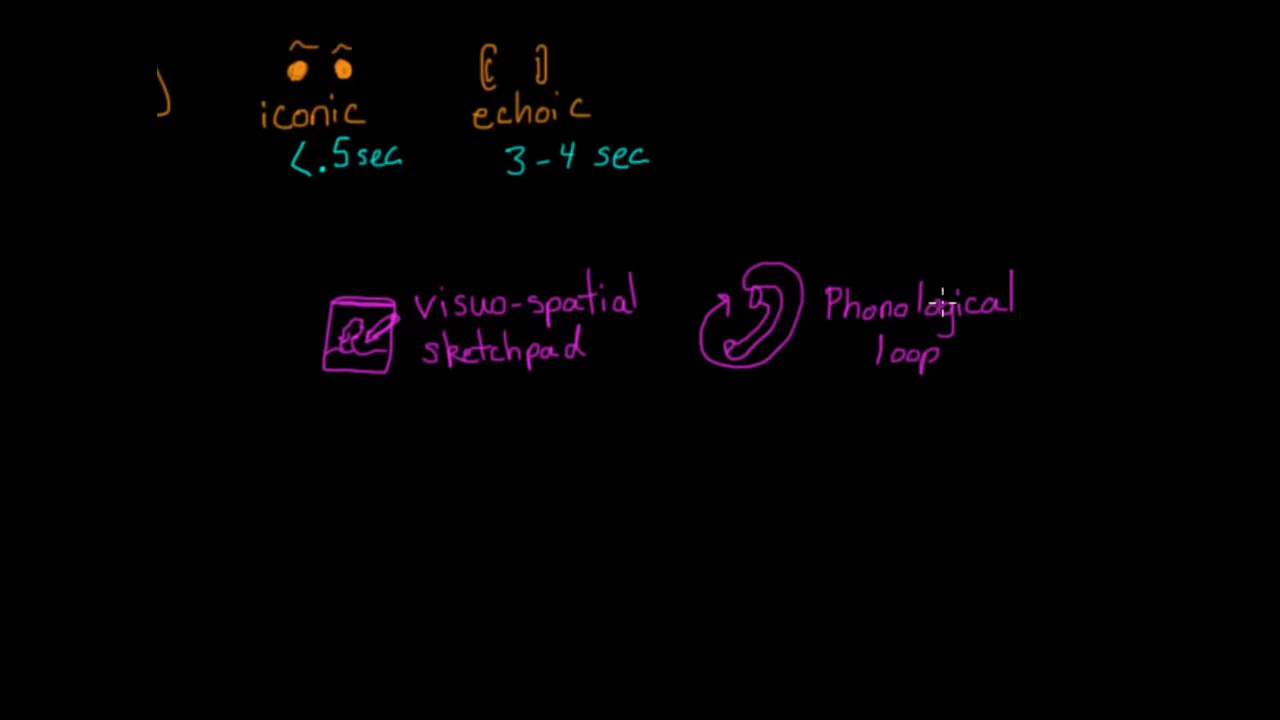 iconic
echoic
<.5sec
3-4 sec
visuo-spatial
sketchpad
Phonological
loop